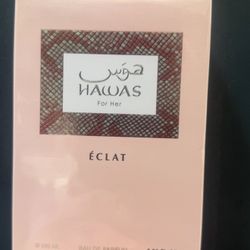 هوس
HAWAS
For Her
ÉCLAT
EAU DE PARFUM